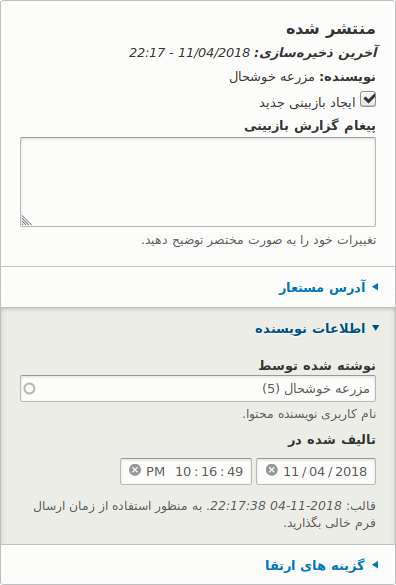 منتشر شده
آخرین ذخیره‌سازی: 11/04/2018 - 22:17
نویسنده: مزرعه خوشحال
ایجاد بازبینی جدید
پیغام گزارش بازبینی
تغییرات خود را به صورت مختصر توضیح دهید.
آدرس مستعار
اطلاعات نویسنده
نوشته شده توسط
مزرعه خوشحال (5)
نام کاربری نویسنده محتوا.
تالیف شده در
11 / 04 / 2018
10 : 16 : 49 PM
قالب: 2018-11-04 22:17:38. به منظور استفاده از زمان ارسال
فرم خالی بگذارید.
گزینه های ارتقا